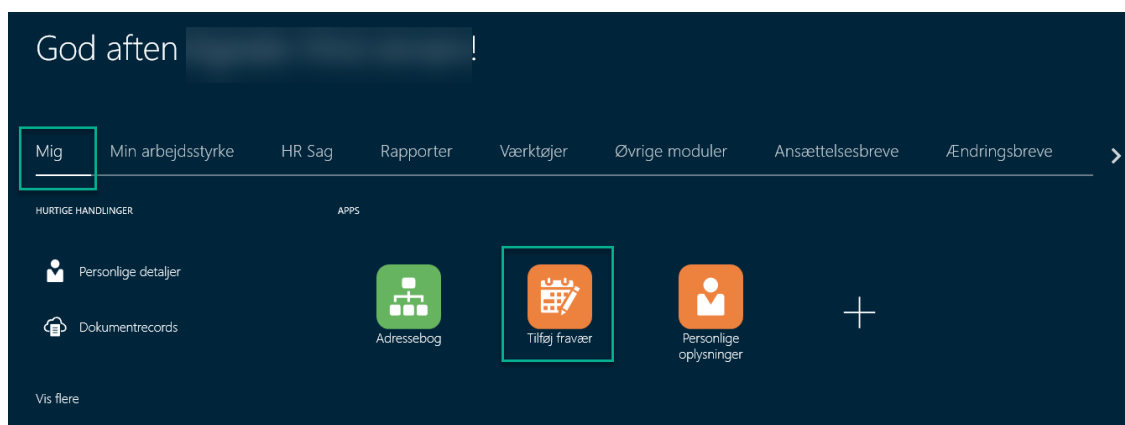 God aften !
Mig Min arbejdsstyrke HR Sag Rapporter Værktøjer Øvrige moduler Ansættelsesbreve Ændringsbreve
HURTIGE HANDLINGER APPS
Personlige detaljer
Dokumentrecords
Adressebog Tilføj fravær Personlige
oplysninger
Vis flere